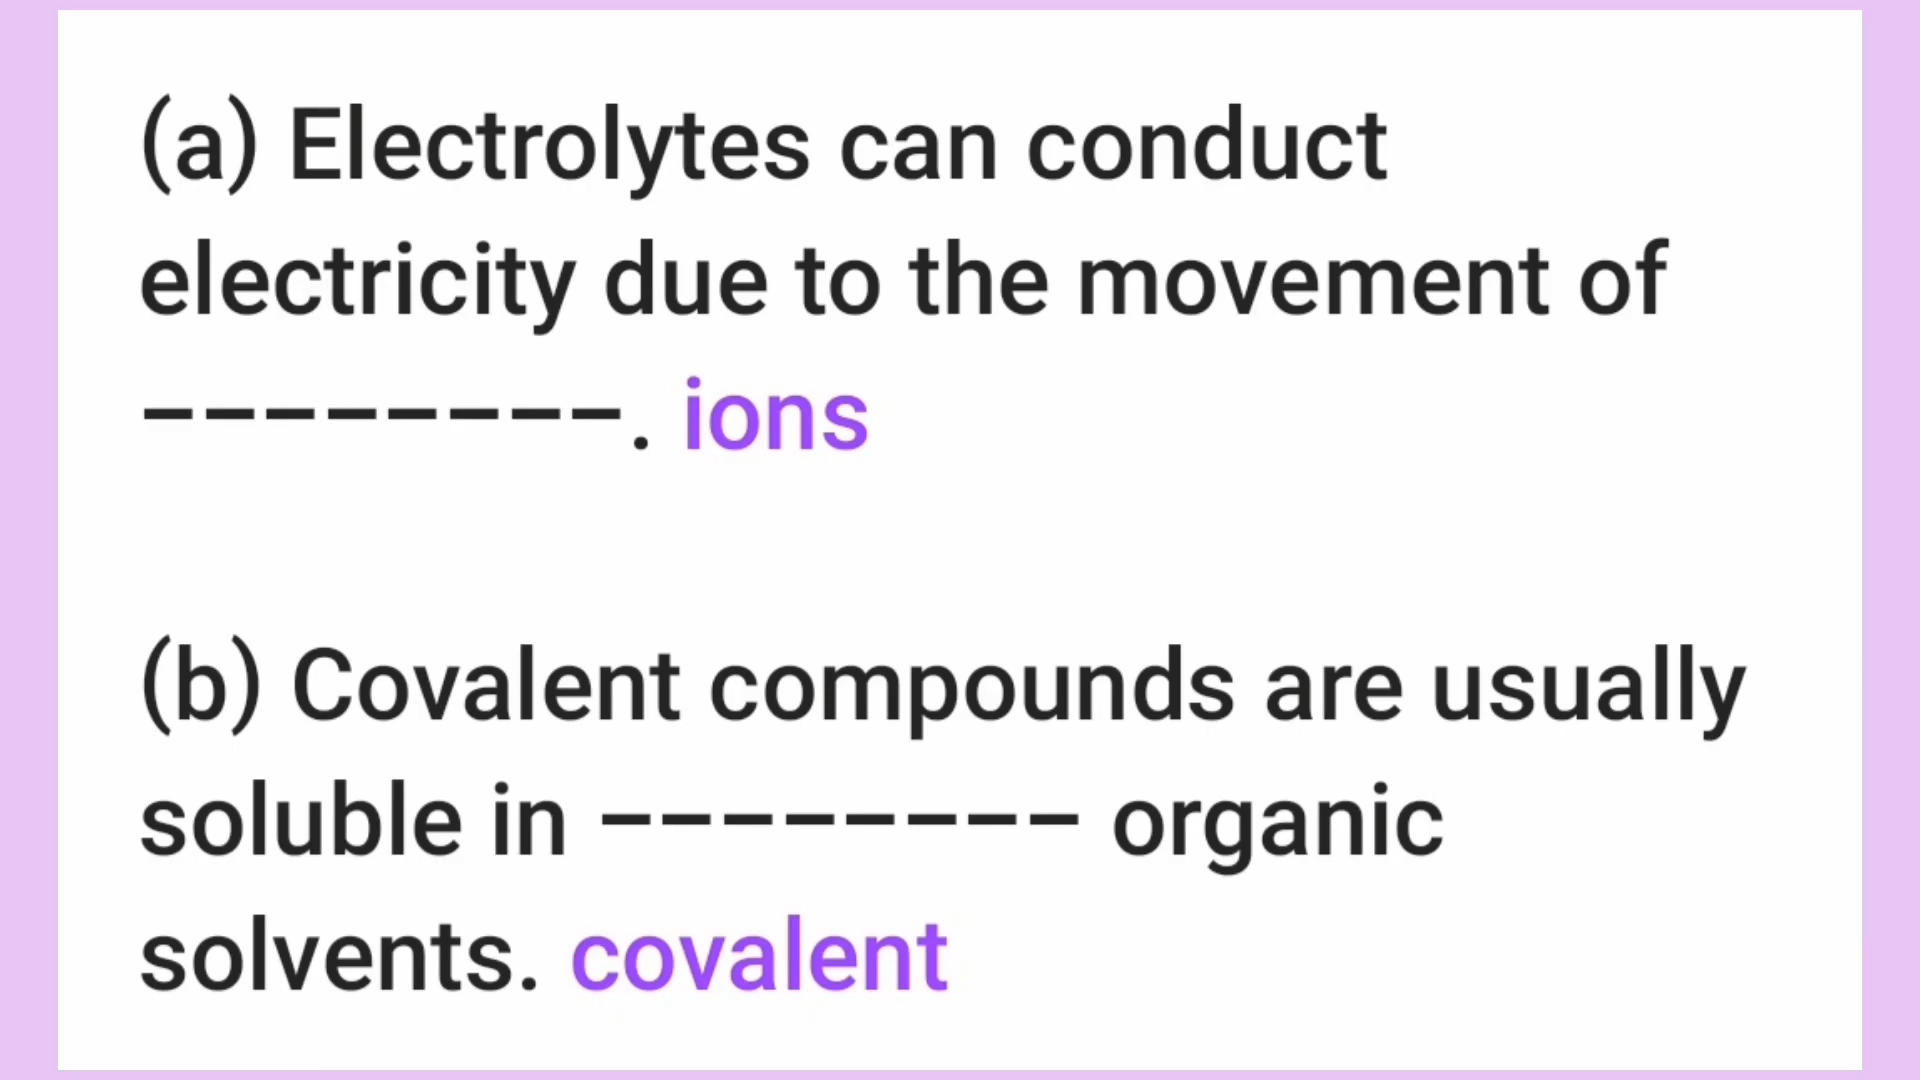 (a) Electrolytes can conduct
electricity due to the movement of
−−−−−−−−. ions
(b) Covalent compounds are usually
soluble in −−−−−−−− organic
solvents. covalent